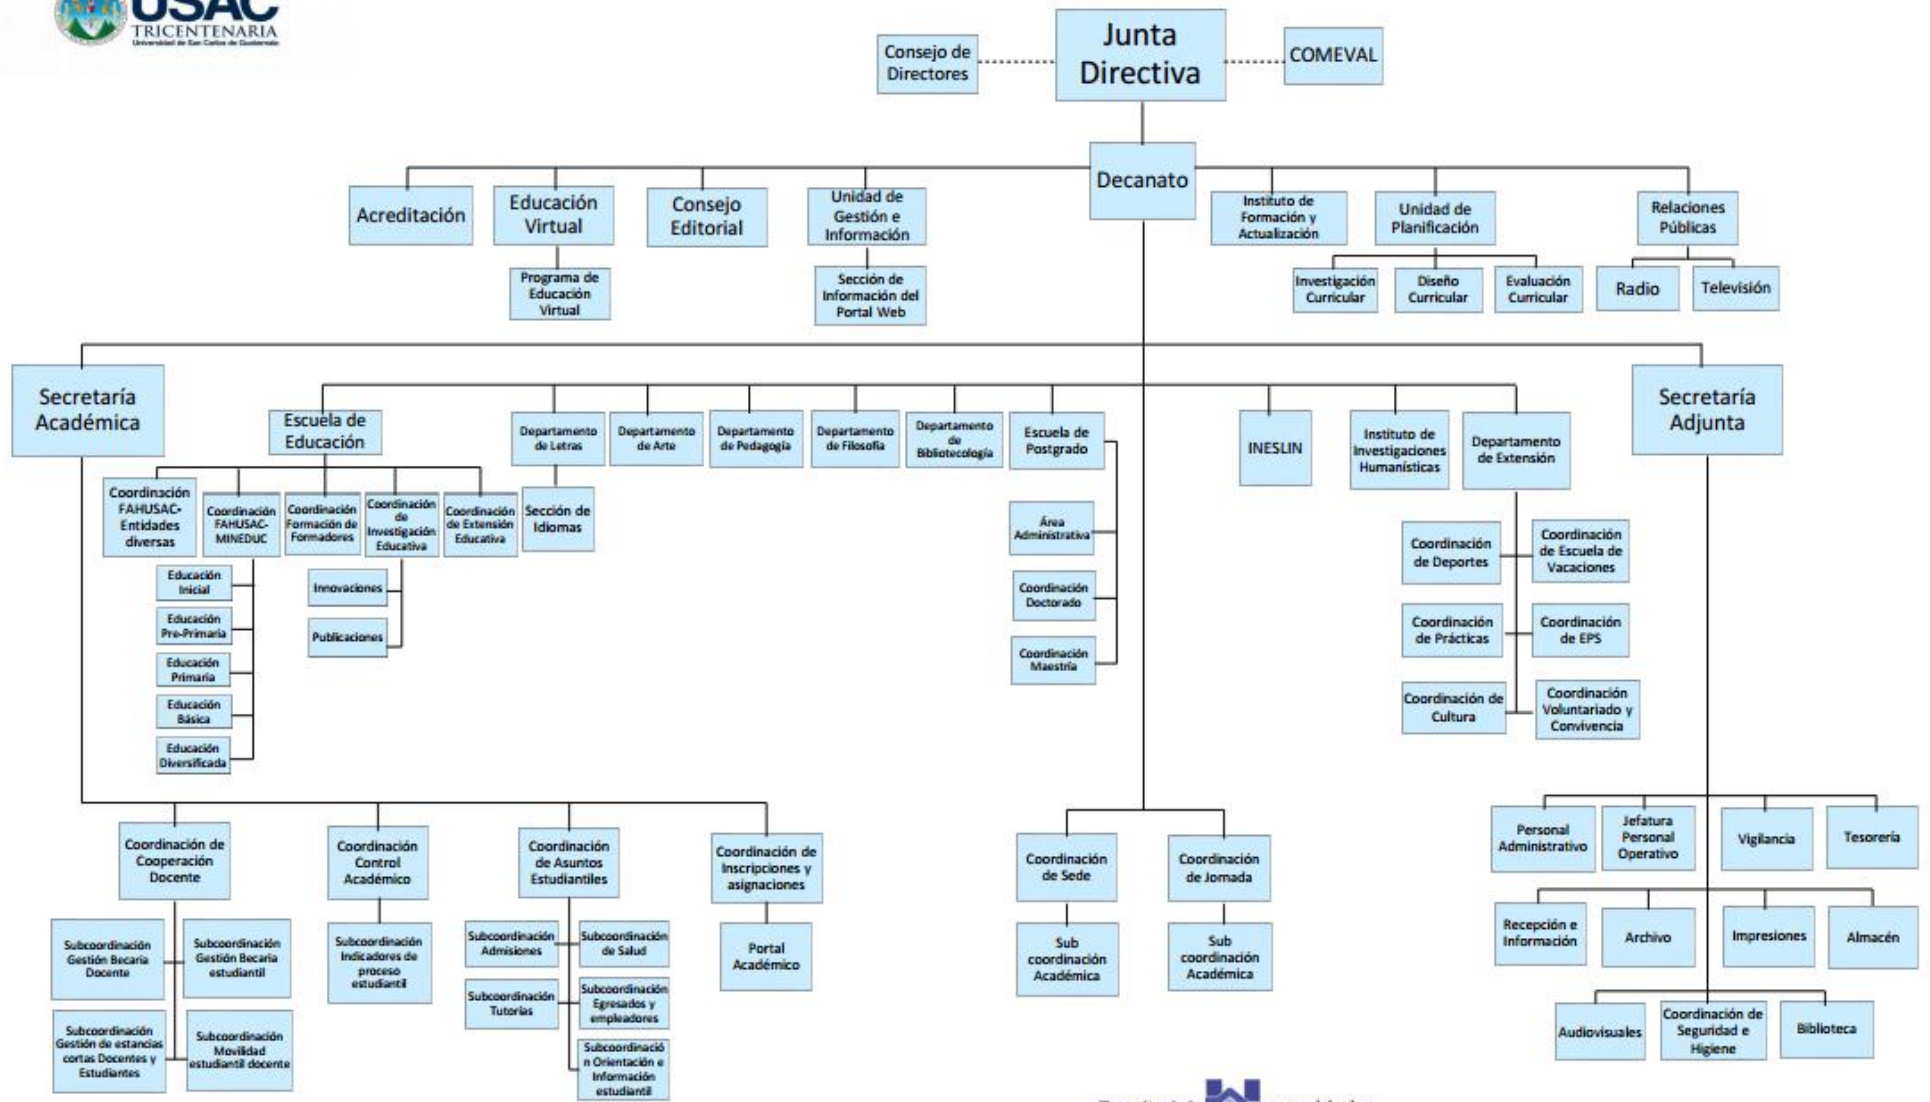 USAC
TRICENTENARIA
Universidad de San Carlos de Guatemala
Junta
Directiva
Consejo de
Directores
COMEVAL
Decanato
Acreditación
Educación
Virtual
Consejo
Editorial
Unidad de
Gestión e
Información
Instituto de
Formación y
Actualización
Unidad de
Planificación
Relaciones
Públicas
Programa de
Educación
Virtual
Sección de
Información del
Portal Web
Investigación
Curricular
Diseño
Curricular
Evaluación
Curricular
Radio
Televisión
Secretaría
Académica
Secretaría
Adjunta
Escuela de
Educación
Departamento
de Letras
Departamento
de Arte
Departamento
de Pedagogía
Departamento
de Filosofía
Departamento
de
Bibliotecología
Escuela de
Postgrado
INESLIN
Instituto de
Investigaciones
Humanísticas
Departamento
de Extensión
Coordinación
FAHUSAC-
Entidades
diversas
Coordinación
FAHUSAC-
MINEDUC
Coordinación
Formación de
Formadores
Coordinación
de
Investigación
Educativa
Coordinación
de Extensión
Educativa
Sección de
Idiomas
Educación
Inicial
Educación
Pre-Primaria
Educación
Primaria
Educación
Básica
Educación
Diversificada
Innovaciones
Publicaciones
Área
Administrativa
Coordinación
Doctorado
Coordinación
Maestría
Coordinación
de Deportes
Coordinación
de Escuela de
Vacaciones
Coordinación
de Prácticas
Coordinación
de EPS
Coordinación de
Cultura
Coordinación
Voluntariado y
Convivencia
Coordinación de
Cooperación
Docente
Coordinación
Control
Académico
Coordinación
de Asuntos
Estudiantiles
Coordinación de
Inscripciones y
asignaciones
Coordinación
de Sede
Coordinación
de Jornada
Personal
Administrativo
Jefatura
Personal
Operativo
Vigilancia
Tesorería
Subcoordinación
Gestión Becaria
Docente
Subcoordinación
Gestión Becaria
estudiantil
Subcoordinación
Indicadores de
proceso
estudiantil
Subcoordinación
Admisiones
Subcoordinación
de Salud
Portal
Académico
Sub
coordinación
Académica
Sub
coordinación
Académica
Recepción e
Información
Archivo
Impresiones
Almacén
Subcoordinación
Gestión de estancias
cortas Docentes y
Estudiantes
Subcoordinación
Movilidad
estudiantil docente
Subcoordinación
Tutorias
Subcoordinación
Egresados y
empleadores
Subcoordinació
n Orientación e
Información
estudiantil
Audiovisuales
Coordinación de
Seguridad e
Higiene
Biblioteca